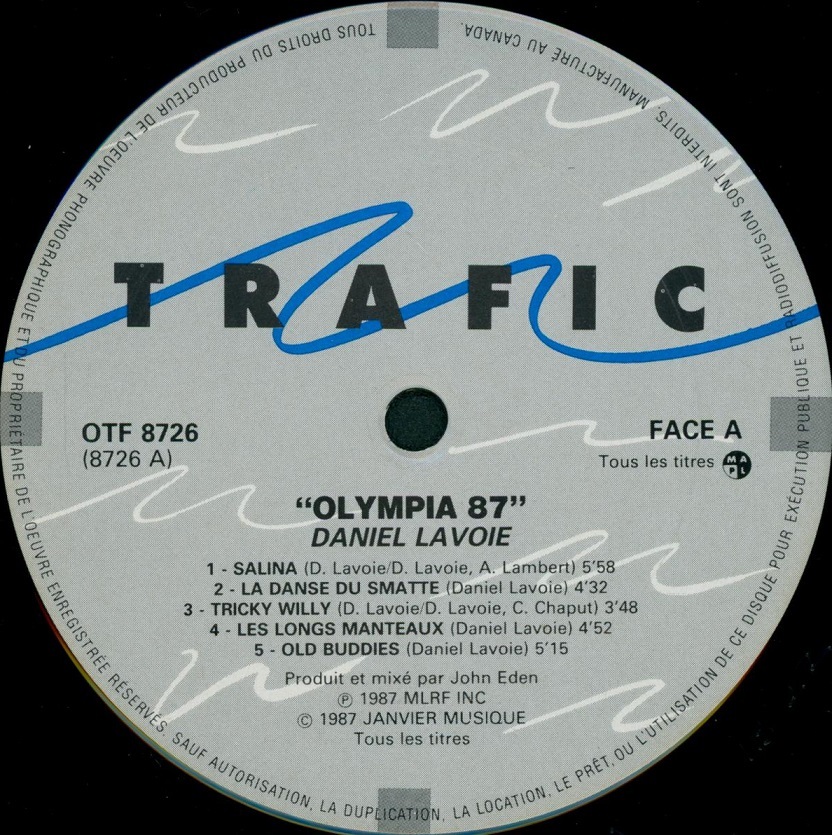 TRAFIC
OTF 8726
(8726 A)
FACE A
Tous les titres MAPL
“OLYMPIA 87”
DANIEL LAVOIE
1 - SALINA (D. Lavoie/D. Lavoie, A. Lambert) 5’58
2 - LA DANSE DU SMATTE (Daniel Lavoie) 4’32
3 - TRICKY WILLY (D. Lavoie/D. Lavoie, C. Chaput) 3’48
4 - LES LONGS MANTEAUX (Daniel Lavoie) 4’52
5 - OLD BUDDIES (Daniel Lavoie) 5’15
Produit et mixé par John Eden
℗ 1987 MLRF INC
© 1987 JANVIER MUSIQUE
Tous les titres
TOUS DROITS DU PRODUCTEUR DE L'OEUVRE PHONOGRAPHIQUE ET DU PROPRIÉTAIRE DE L'OEUVRE ENREGISTRÉE RÉSERVÉS. SAUF AUTORISATION, LA DUPLICATION, LA LOCATION, LE PRÊT, OU L'UTILISATION DE CE DISQUE POUR EXÉCUTION PUBLIQUE ET RADIODIFFUSION SONT INTERDITS. MANUFACTURÉ AU CANADA.